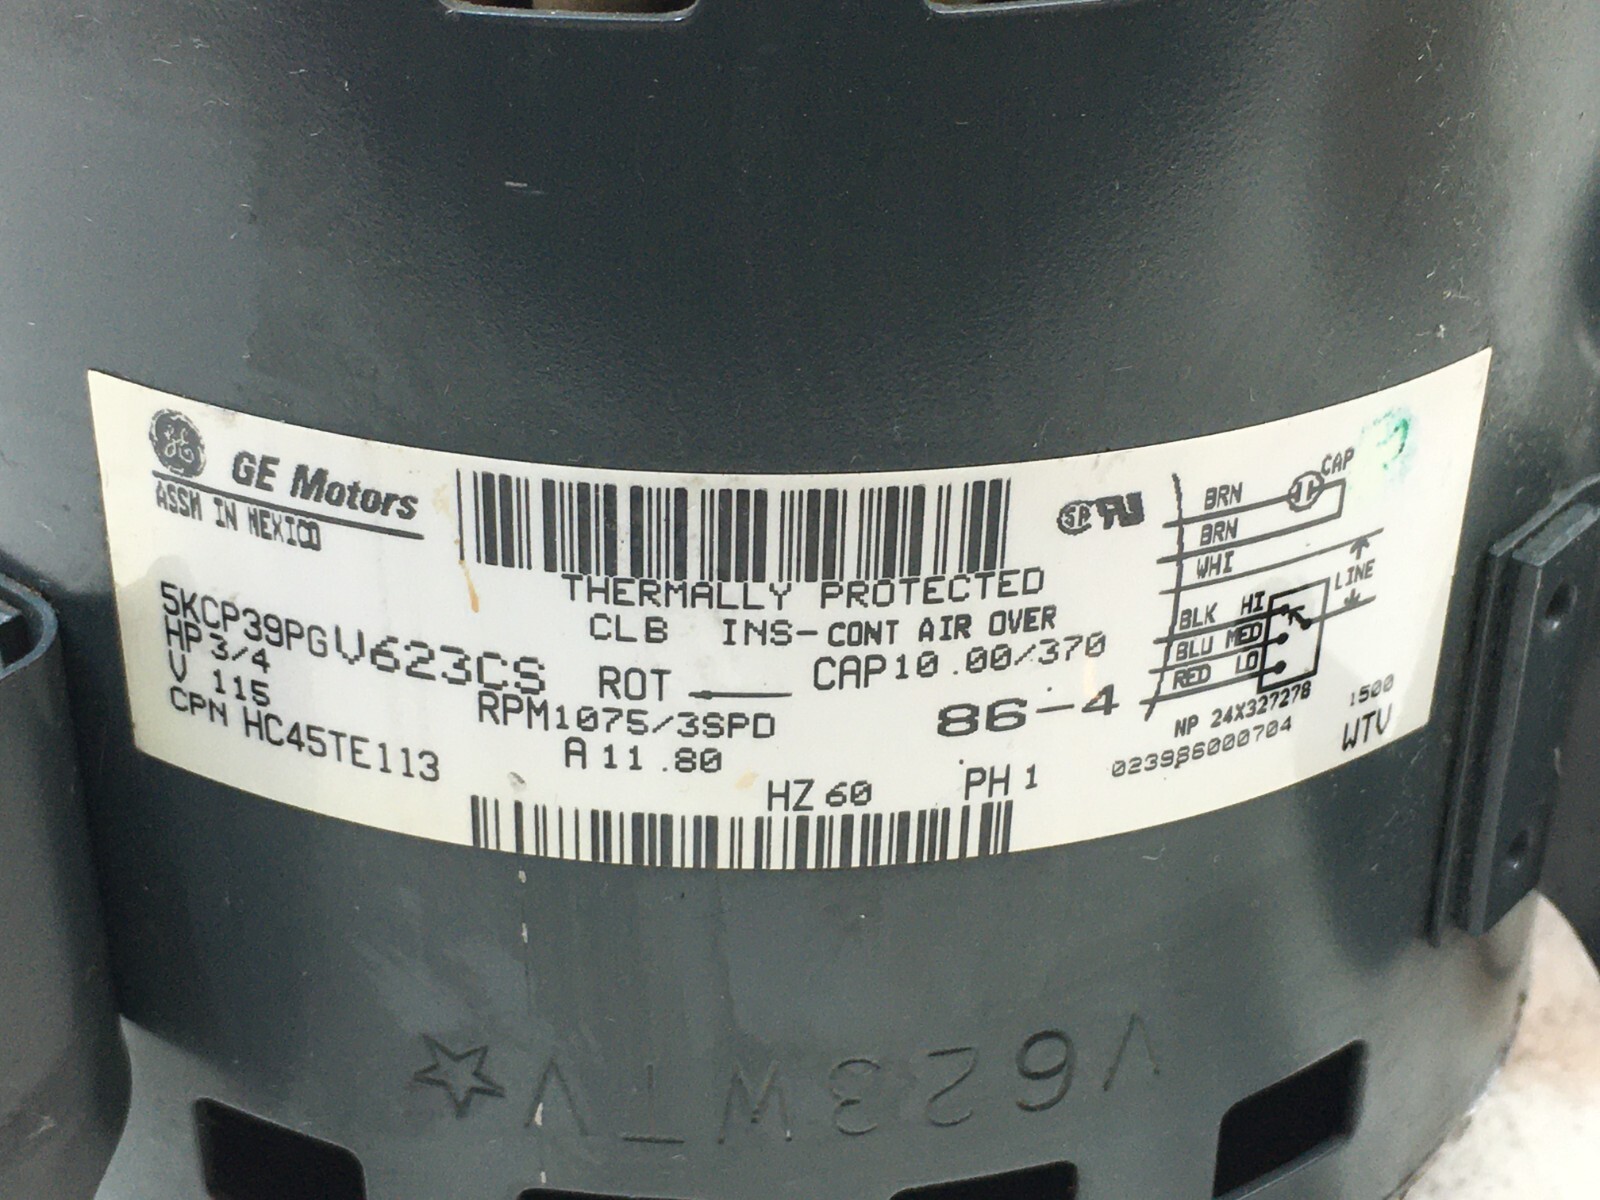 GE Motors
ASSM IN MEXICO
THERMALLY PROTECTED
CLB INS-CONT AIR OVER
5KCP39PGV623CS
ROT
CAP10.00/370
HP 3/4
RPM1075/3SPD
86-4
V 115
A 11.80
CPN HC45TE113
HZ 60
PH 1
CAP
BRN
BRN
WHI
LINE
BLK HI
BLU MED
RED LO
NP 24X327278
1500
WTV
V623WTV